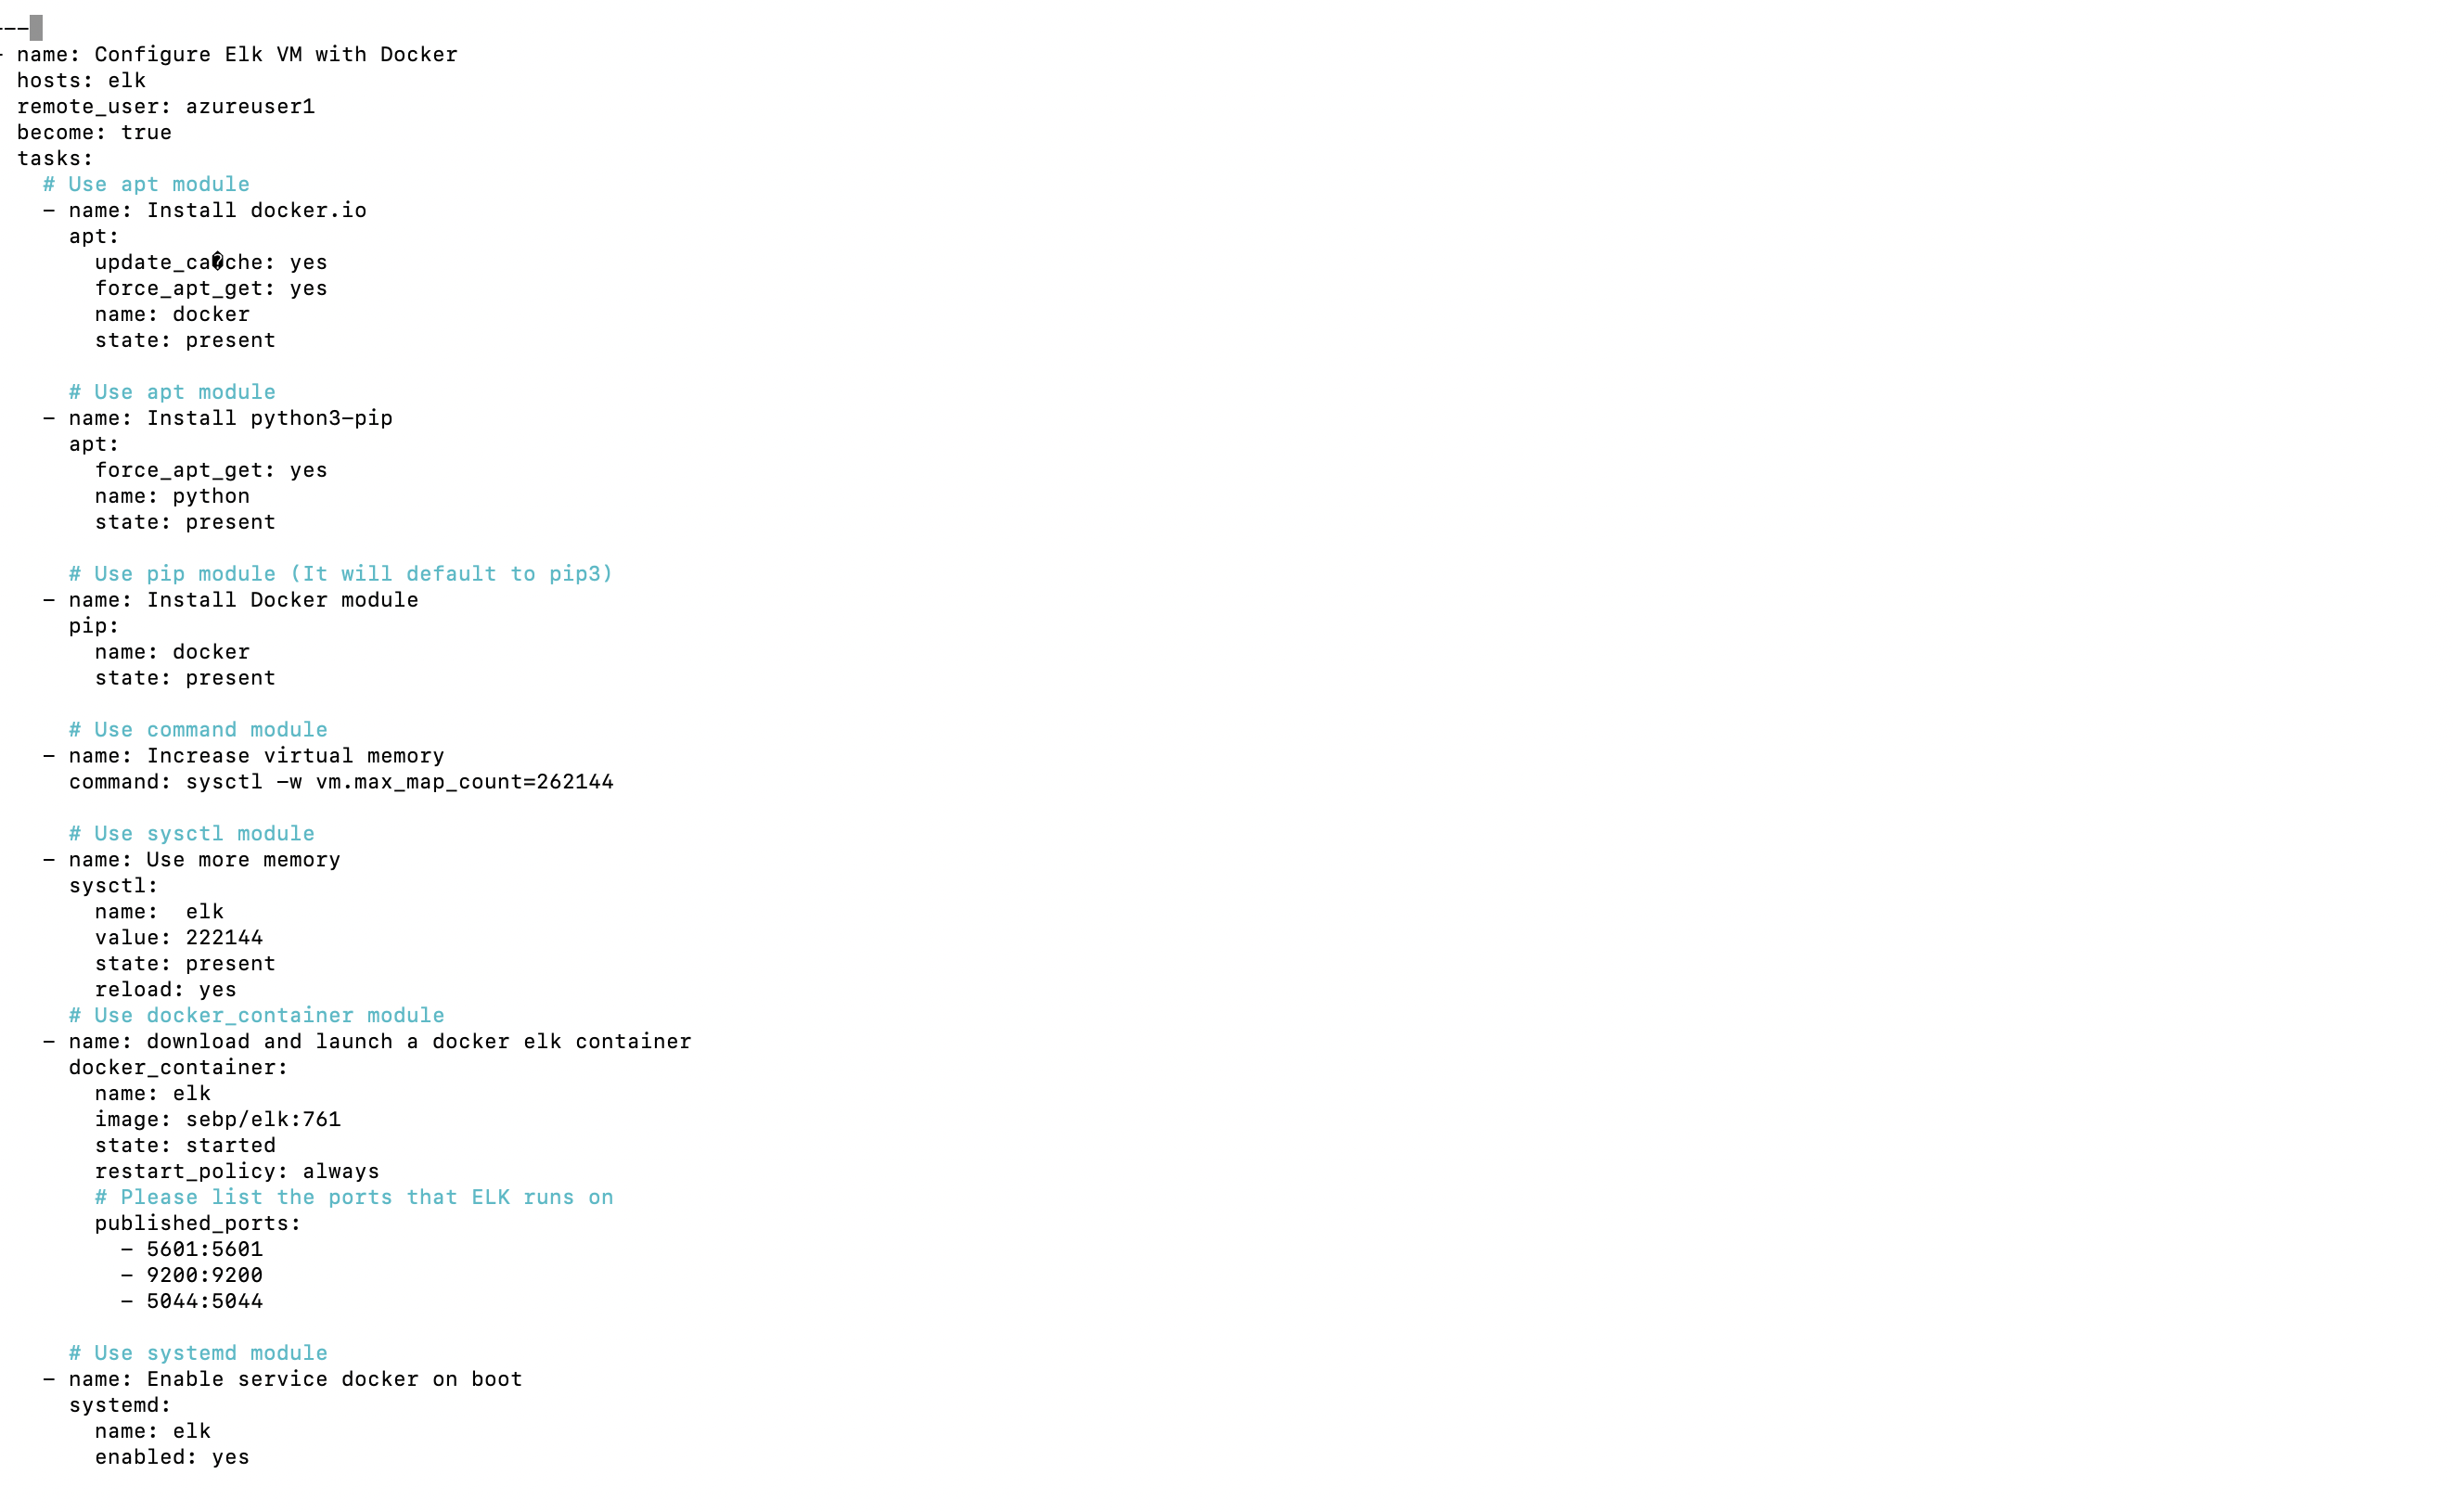 ---
- name: Configure Elk VM with Docker
  hosts: elk
  remote_user: azureuser1
  become: true
  tasks:
    # Use apt module
    - name: Install docker.io
      apt:
        update_ca�che: yes
        force_apt_get: yes
        name: docker
        state: present

      # Use apt module
    - name: Install python3-pip
      apt:
        force_apt_get: yes
        name: python
        state: present

      # Use pip module (It will default to pip3)
    - name: Install Docker module
      pip:
        name: docker
        state: present

      # Use command module
    - name: Increase virtual memory
      command: sysctl -w vm.max_map_count=262144

      # Use sysctl module
    - name: Use more memory
      sysctl:
        name:  elk
        value: 222144
        state: present
        reload: yes
      # Use docker_container module
    - name: download and launch a docker elk container
      docker_container:
        name: elk
        image: sebp/elk:761
        state: started
        restart_policy: always
        # Please list the ports that ELK runs on
        published_ports:
          - 5601:5601
          - 9200:9200
          - 5044:5044

      # Use systemd module
    - name: Enable service docker on boot
      systemd:
        name: elk
        enabled: yes